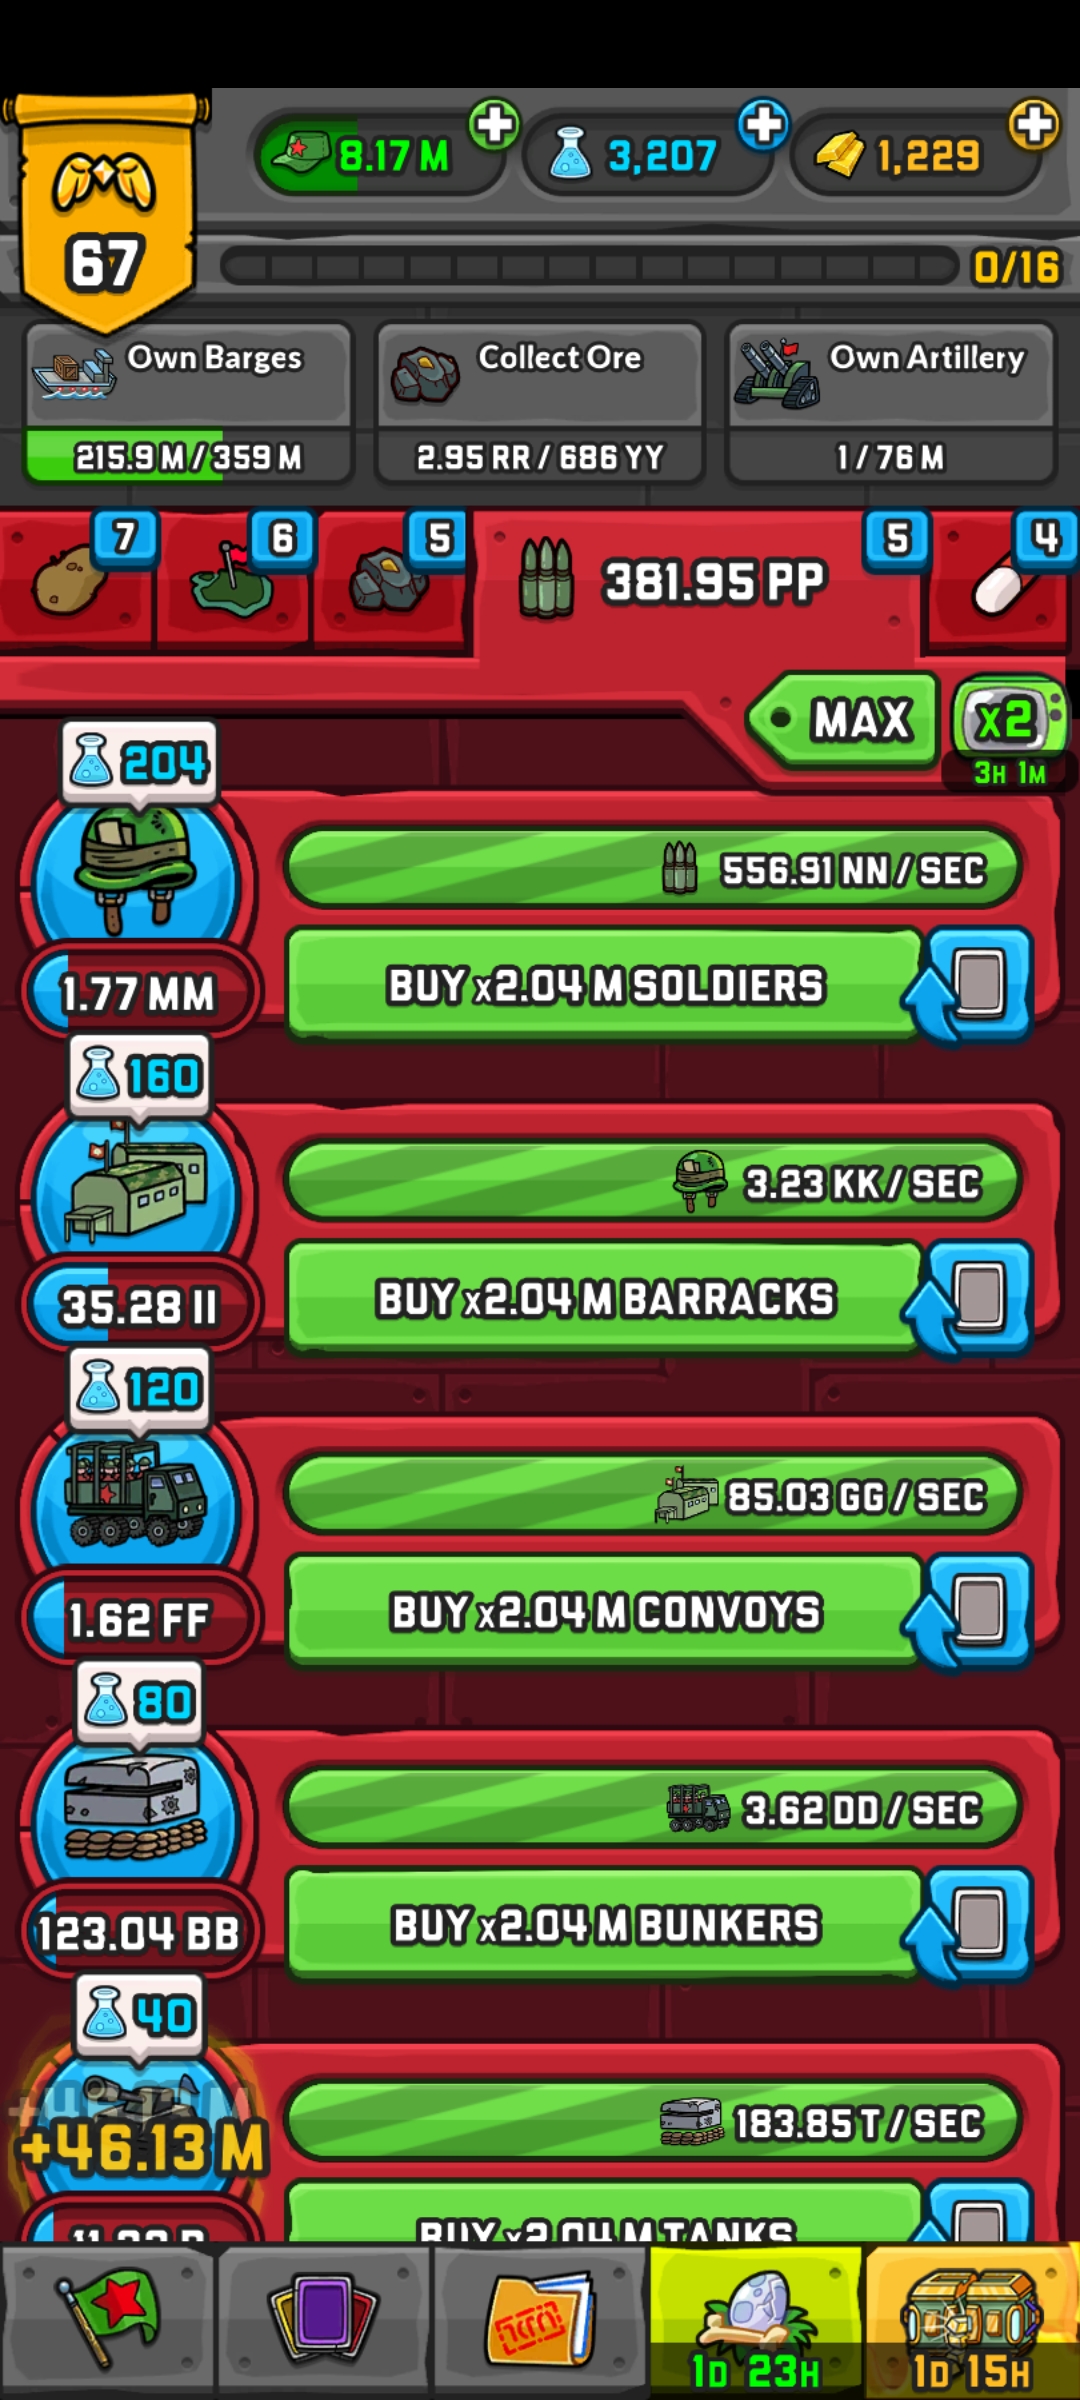 8.17 M
3,207
1,229
67
0/16
Own Barges
215.9 M / 359 M
Collect Ore
2.95 RR / 686 YY
Own Artillery
1 / 76 M
7
6
5
381.95 PP
5
4
MAX
x2
3H 1M
204
556.91 NN / SEC
1.77 MM
BUY x2.04 M SOLDIERS
160
3.23 KK / SEC
35.28 II
BUY x2.04 M BARRACKS
120
85.03 GG / SEC
1.62 FF
BUY x2.04 M CONVOYS
80
3.62 DD / SEC
123.04 BB
BUY x2.04 M BUNKERS
40
+46.13 M
+46.13 M
183.85 T / SEC
BUY x2.04 M TANKS
1D 23H
1D 15H